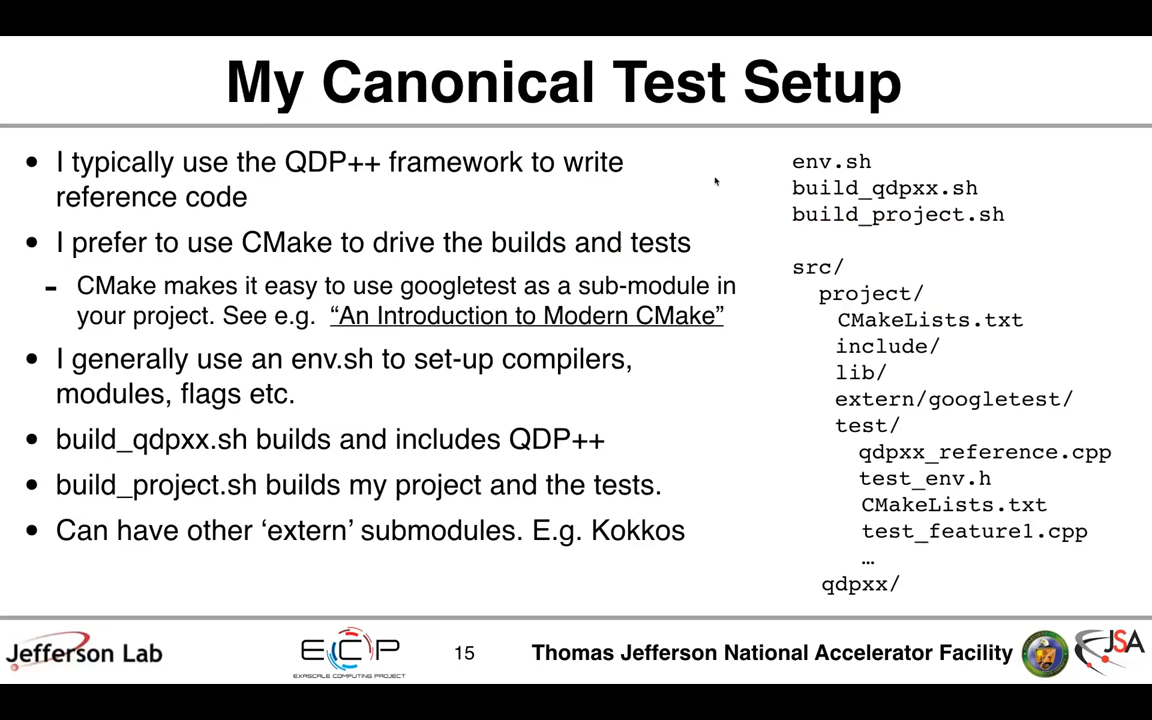 My Canonical Test Setup
• I typically use the QDP++ framework to write
reference code
• I prefer to use CMake to drive the builds and tests
- CMake makes it easy to use googletest as a sub-module in
your project. See e.g. “An Introduction to Modern CMake”
• I generally use an env.sh to set-up compilers,
modules, flags etc.
• build_qdpxx.sh builds and includes QDP++
• build_project.sh builds my project and the tests.
• Can have other ‘extern’ submodules. E.g. Kokkos
env.sh
build_qdpxx.sh
build_project.sh
src/
project/
CMakeLists.txt
include/
lib/
extern/googletest/
test/
qdpxx_reference.cpp
test_env.h
CMakeLists.txt
test_feature1.cpp
…
qdpxx/
Jefferson Lab
ECP
EXASCALE COMPUTING PROJECT
15
Thomas Jefferson National Accelerator Facility
JSA